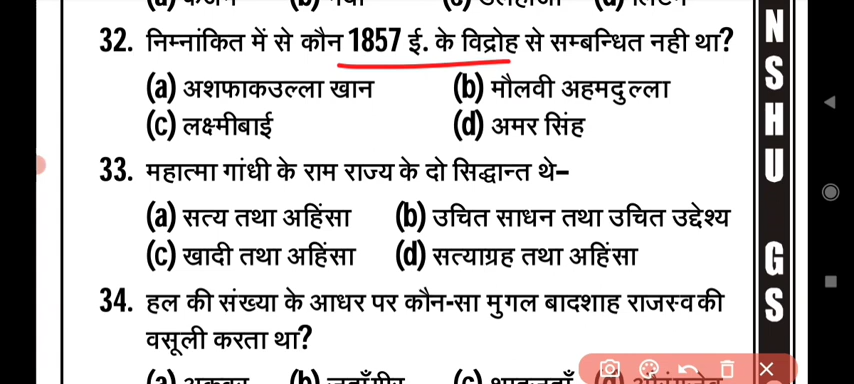 32. निम्नांकित में से कौन 1857 ई. के विद्रोह से सम्बन्धित नही था?
(a) अशफाकउल्ला खान (b) मौलवी अहमदुल्ला
(c) लक्ष्मीबाई (d) अमर सिंह
33. महात्मा गांधी के राम राज्य के दो सिद्धान्त थे–
(a) सत्य तथा अहिंसा (b) उचित साधन तथा उचित उद्देश्य
(c) खादी तथा अहिंसा (d) सत्याग्रह तथा अहिंसा
34. हल की संख्या के आधर पर कौन-सा मुगल बादशाह राजस्वकी
वसूली करता था?
(a) (b) (c) (d)
N
S
H
U
G
S